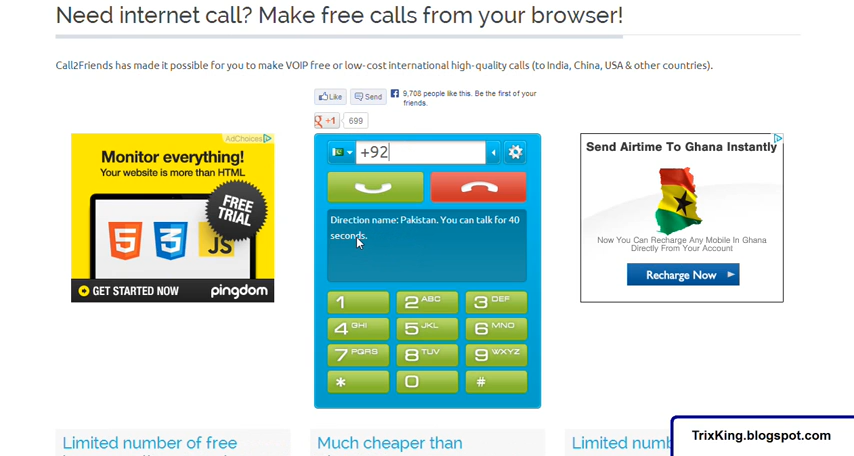 Need internet call? Make free calls from your browser!
Call2Friends has made it possible for you to make VOIP free or low-cost international high-quality calls (to India, China, USA & other countries).
Like
Send
9,708 people like this. Be the first of your
friends.
+1
699
AdChoices
Monitor everything!
Your website is more than HTML
FREE
TRIAL
5
3
JS
GET STARTED NOW
pingdom
+92
Direction name: Pakistan. You can talk for 40
seconds.
1
2 ABC
3 DEF
4 GHI
5 JKL
6 MNO
7 PQRS
8 TUV
9 WXYZ
*
0
#
Send Airtime To Ghana Instantly
Now You Can Recharge Any Mobile In Ghana
Directly From Your Account
Recharge Now
Limited number of free
Much cheaper than
Limited
TrixKing.blogspot.com